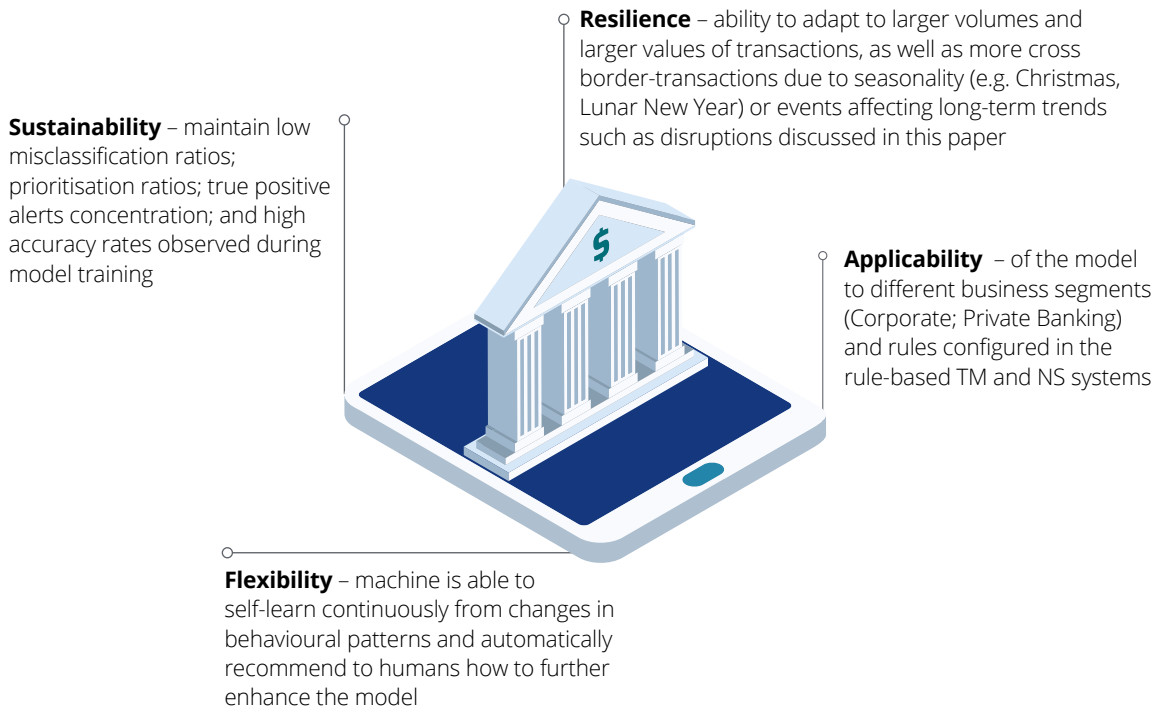 Resilience – ability to adapt to larger volumes and
larger values of transactions, as well as more cross
border-transactions due to seasonality (e.g. Christmas,
Lunar New Year) or events affecting long-term trends
such as disruptions discussed in this paper
Sustainability – maintain low
misclassification ratios;
prioritisation ratios; true positive
alerts concentration; and high
accuracy rates observed during
model training
$
Applicability – of the model
to different business segments
(Corporate; Private Banking)
and rules configured in the
rule-based TM and NS systems
Flexibility – machine is able to
self-learn continuously from changes in
behavioural patterns and automatically
recommend to humans how to further
enhance the model